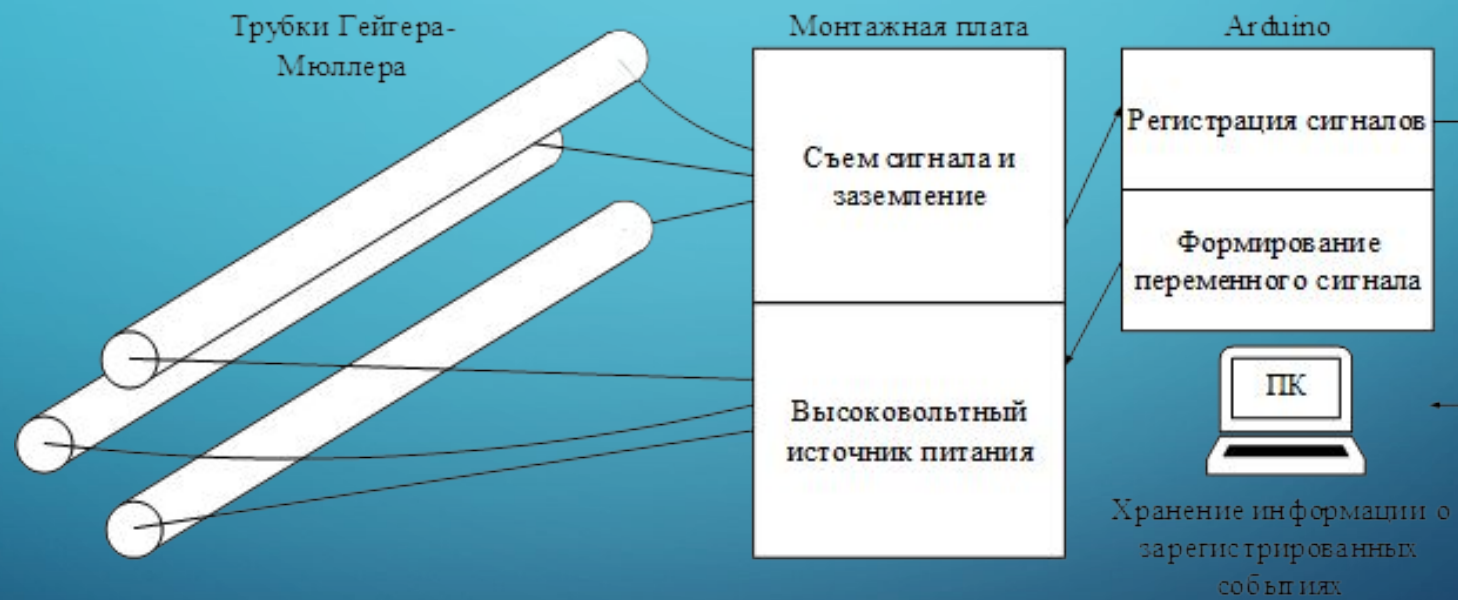 Трубки Гейгера-
Мюллера
Монтажная плата
Съем сигнала и
заземление
Высоковольтный
источник питания
Arduino
Регистрация сигналов
Формирование
переменного сигнала
ПК
Хранение информации о
зарегистрированных
событиях